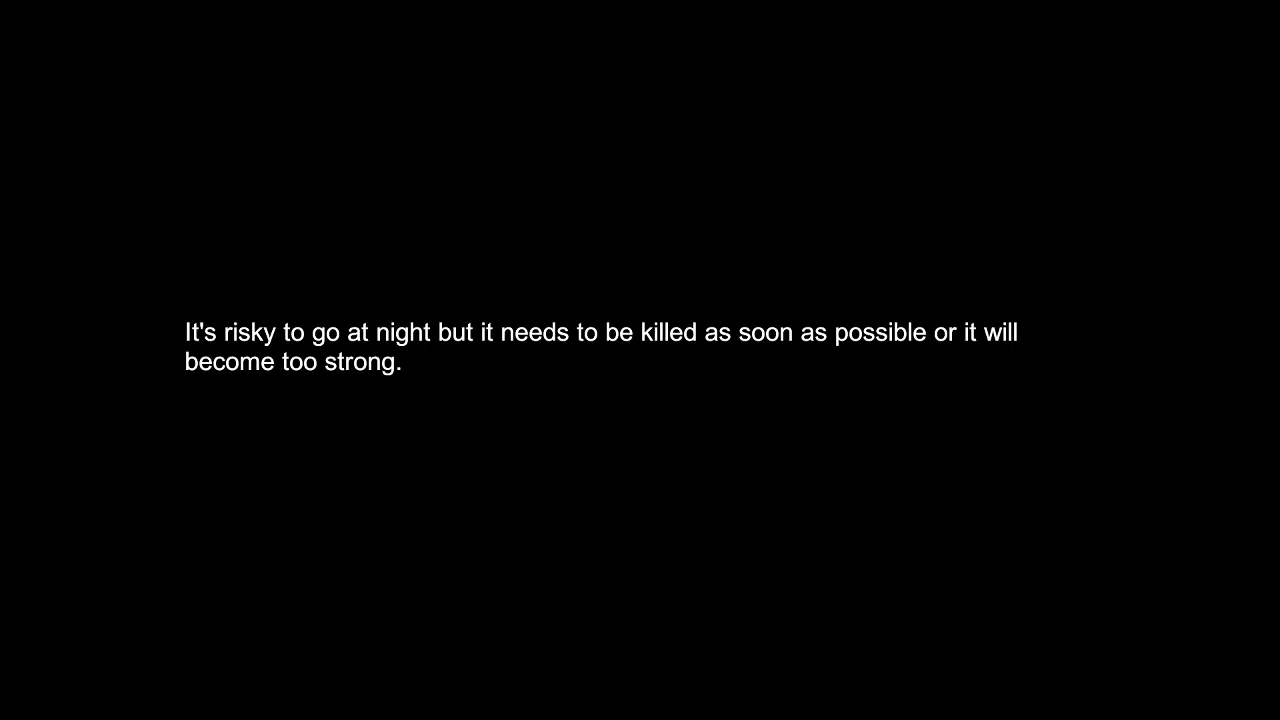 It's risky to go at night but it needs to be killed as soon as possible or it will
become too strong.